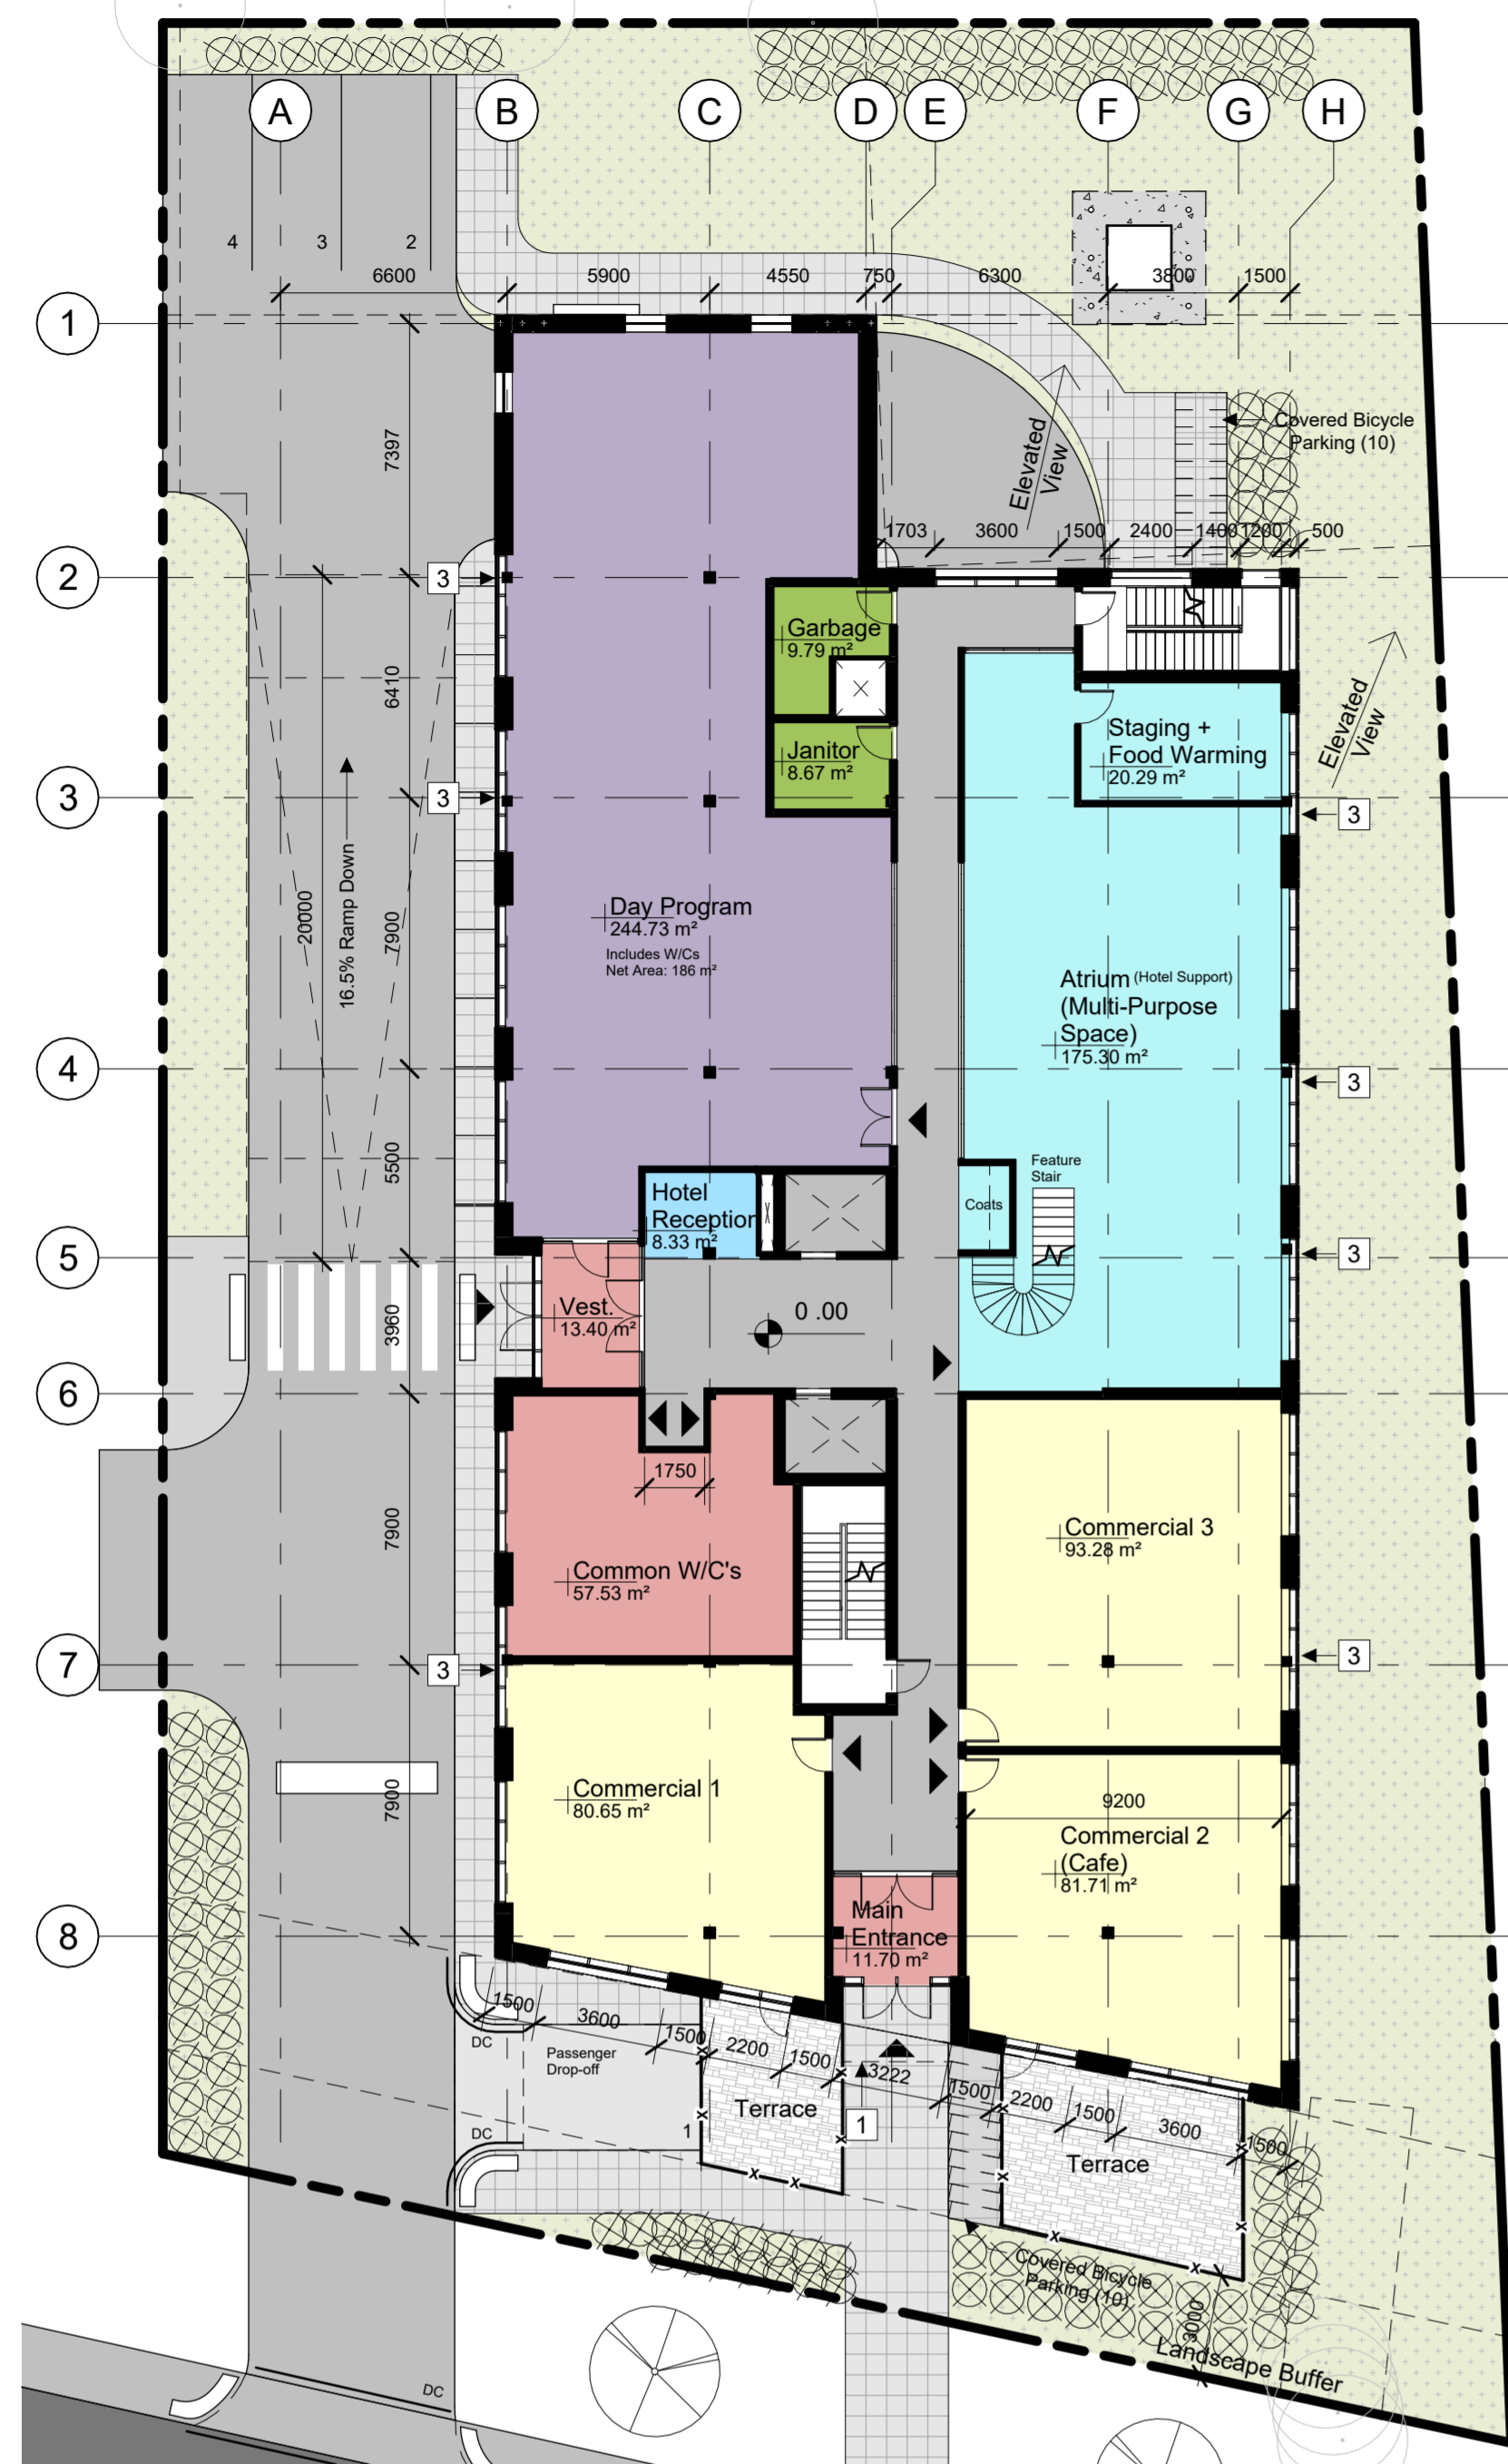 A B C D E F G H
4 3 2
6600 5900 4550 750 6300 3800 1500
1
7397
Elevated
View
Covered Bicycle
Parking (10)
1703 3600 1500 2400 1400 1200 500
2
3
Garbage
9.79 m²
6410
Elevated
View
Staging +
Food Warming
20.29 m²
Janitor
8.67 m²
3
3
3
20000
16.5% Ramp Down
7900
Day Program
244.73 m²
Includes W/Cs
Net Area: 186 m²
Atrium (Hotel Support)
(Multi-Purpose
Space)
175.30 m²
4
3
5500
Feature
Stair
Hotel
Reception
8.33 m²
Coats
5
3
3960
Vest.
13.40 m²
0 .00
6
1750
7900
Commercial 3
93.28 m²
Common W/C's
57.53 m²
7
3
3
7900
Commercial 1
80.65 m²
9200
Commercial 2
(Cafe)
81.71 m²
Main
Entrance
11.70 m²
8
1500 3600 1500 2200 1500 3222 1500 2200 1500 3600 1500
DC
Passenger
Drop-off
Terrace
1
1
DC
Terrace
Covered Bicycle
Parking (10)
3000
Landscape Buffer
DC